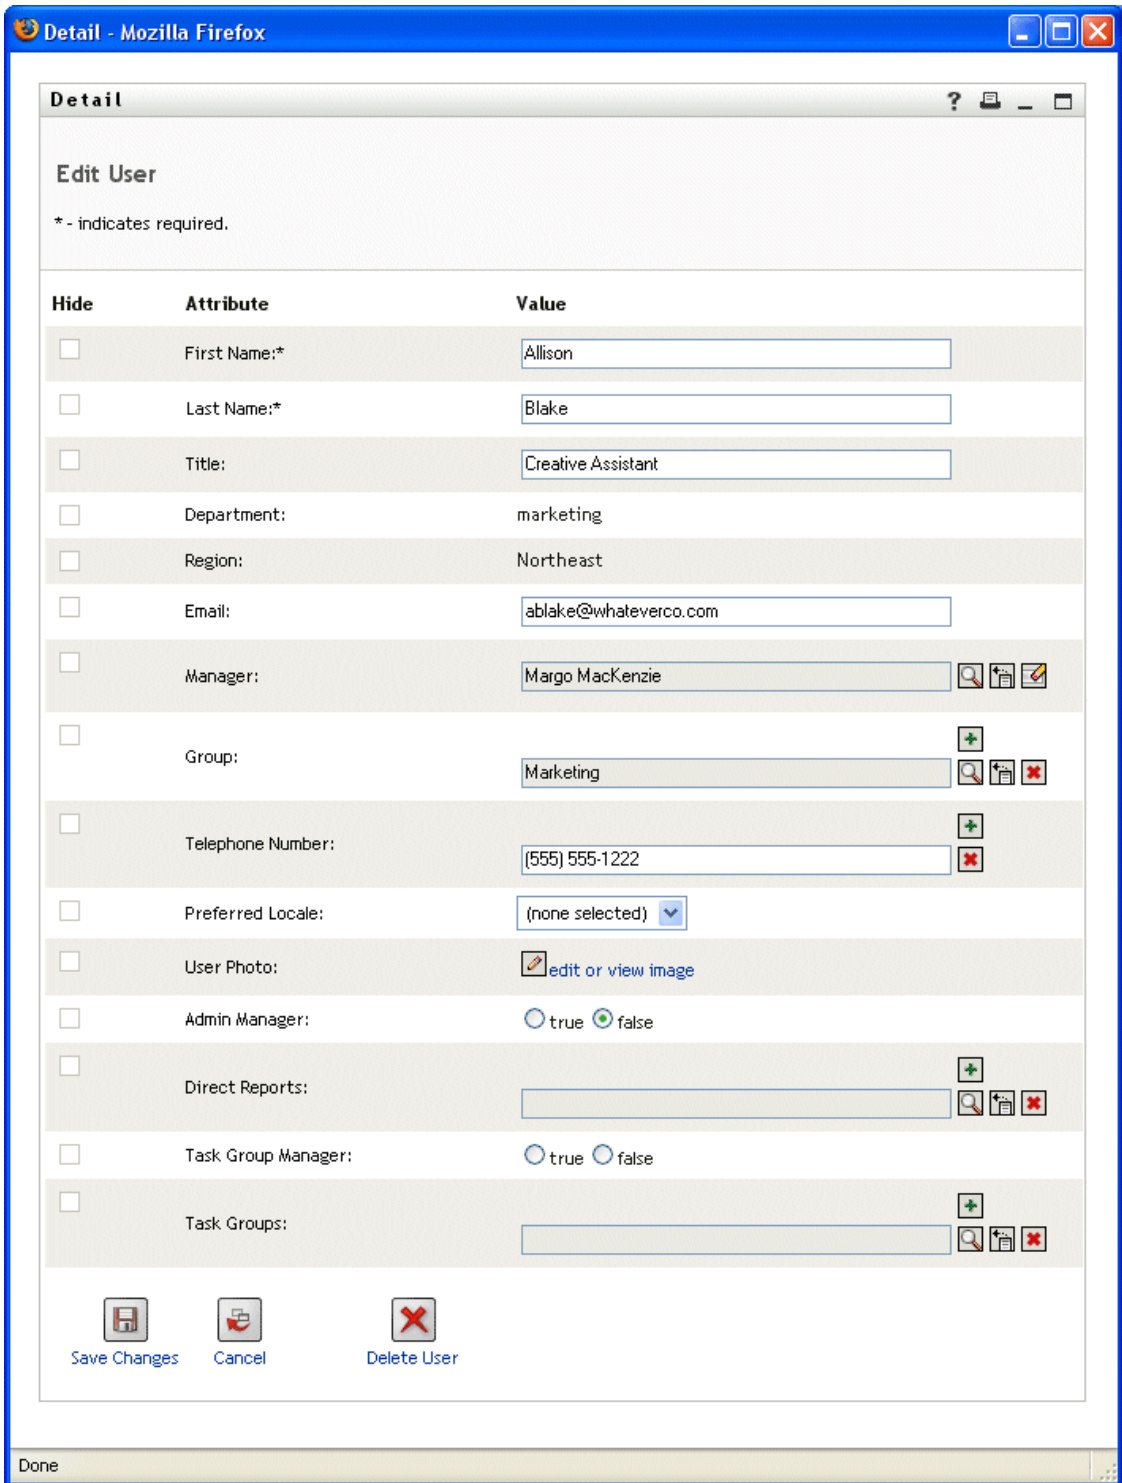 Detail - Mozilla Firefox
Detail
Edit User
* - indicates required.
Hide Attribute Value
First Name:* Allison
Last Name:* Blake
Title: Creative Assistant
Department: marketing
Region: Northeast
Email: ablake@whateverco.com
Manager: Margo MacKenzie
Group: Marketing
Telephone Number: (555) 555-1222
Preferred Locale: (none selected)
User Photo: edit or view image
Admin Manager: true false
Direct Reports:
Task Group Manager: true false
Task Groups:
Save Changes Cancel Delete User
Done